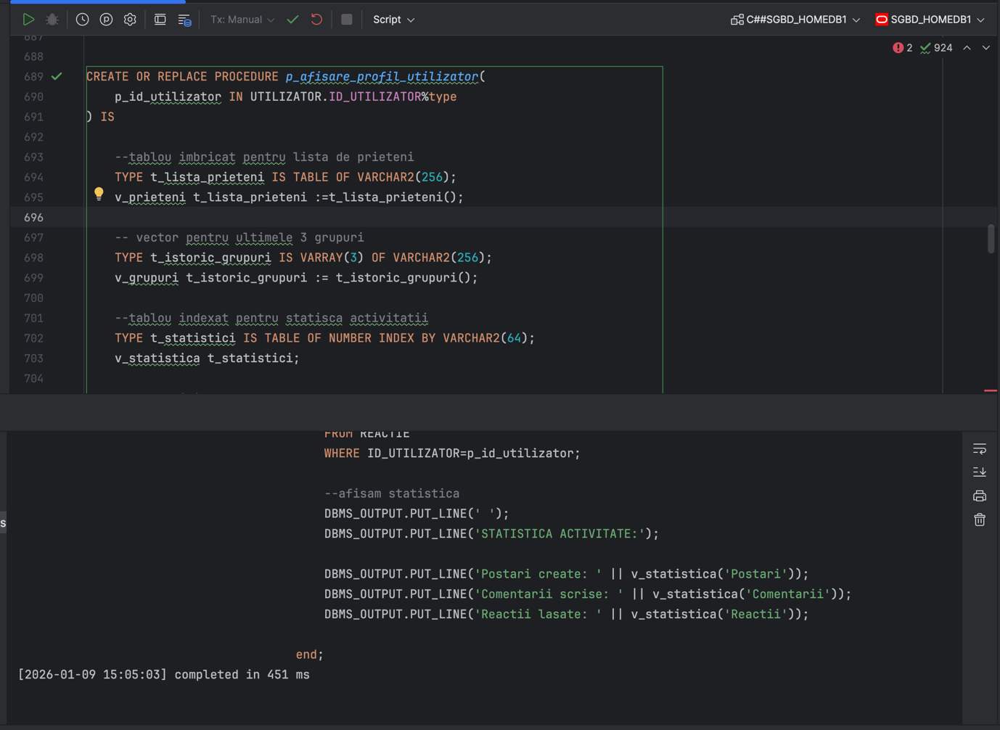 Tx: Manual
Script
C##SGBD_HOMEDB1
SGBD_HOMEDB1
687
2
924
688
689 CREATE OR REPLACE PROCEDURE p_afisare_profil_utilizator(
690 p_id_utilizator IN UTILIZATOR.ID_UTILIZATOR%type
691 ) IS
692
693 --tablou imbricat pentru lista de prieteni
694 TYPE t_lista_prieteni IS TABLE OF VARCHAR2(256);
695 v_prieteni t_lista_prieteni :=t_lista_prieteni();
696
697 -- vector pentru ultimele 3 grupuri
698 TYPE t_istoric_grupuri IS VARRAY(3) OF VARCHAR2(256);
699 v_grupuri t_istoric_grupuri := t_istoric_grupuri();
700
701 --tablou indexat pentru statisca activitatii
702 TYPE t_statistici IS TABLE OF NUMBER INDEX BY VARCHAR2(64);
703 v_statistica t_statistici;
704
FROM REACTIE
WHERE ID_UTILIZATOR=p_id_utilizator;
--afisam statistica
DBMS_OUTPUT.PUT_LINE(' ');
DBMS_OUTPUT.PUT_LINE('STATISTICA ACTIVITATE:');
DBMS_OUTPUT.PUT_LINE('Postari create: ' || v_statistica('Postari'));
DBMS_OUTPUT.PUT_LINE('Comentarii scrise: ' || v_statistica('Comentarii'));
DBMS_OUTPUT.PUT_LINE('Reactii lasate: ' || v_statistica('Reactii'));
end;
[2026-01-09 15:05:03] completed in 451 ms